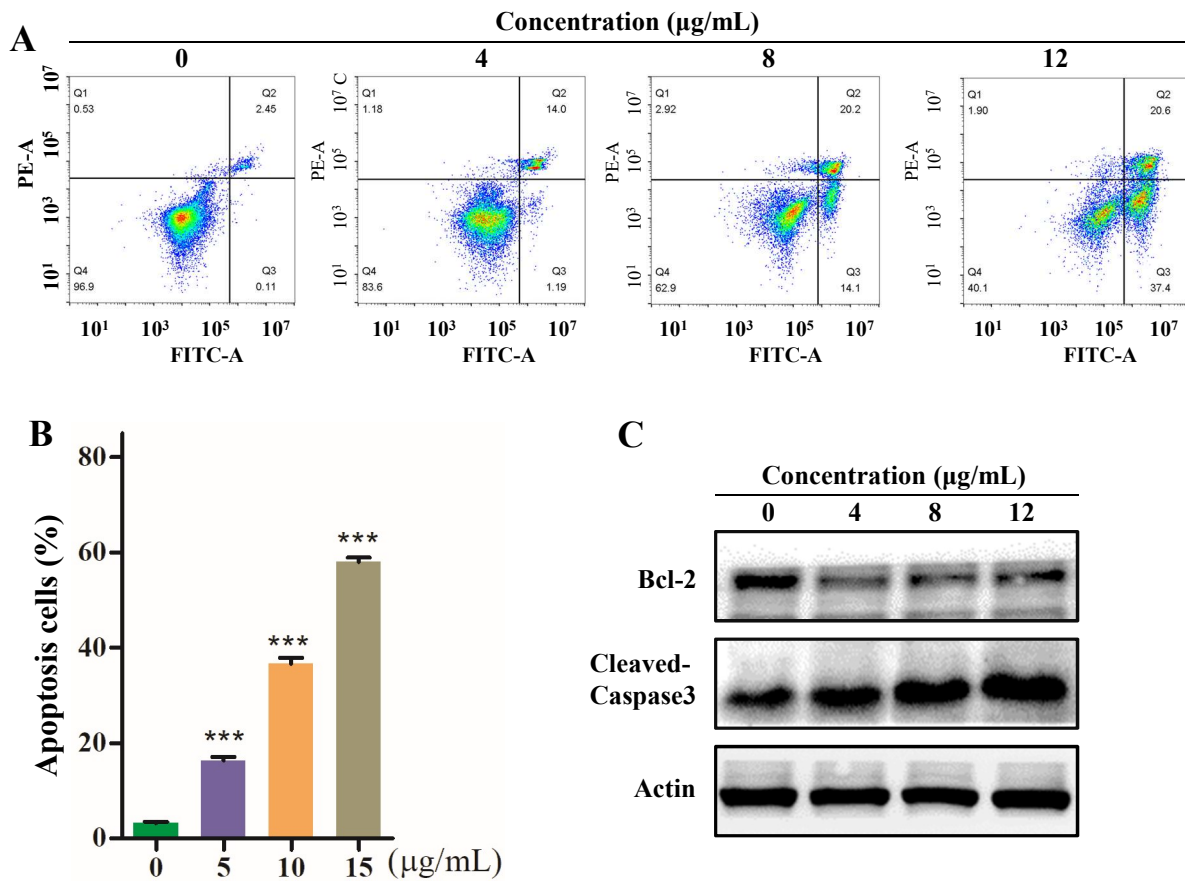 A
Concentration (μg/mL)
0 4 8 12
10⁷ 10⁵ 10³ 10¹
PE-A
Q1 0.53
Q2 2.45
Q4 96.9
Q3 0.11
10¹ 10³ 10⁵ 10⁷
FITC-A
10⁷ C 10⁵ 10³ 10¹
PE-A
Q1 1.18
Q2 14.0
Q4 83.6
Q3 1.19
10¹ 10³ 10⁵ 10⁷
FITC-A
10⁷ 10⁵ 10³ 10¹
PE-A
Q1 2.92
Q2 20.2
Q4 62.9
Q3 14.1
10¹ 10³ 10⁵ 10⁷
FITC-A
10⁷ 10⁵ 10³ 10¹
PE-A
Q1 1.90
Q2 20.6
Q4 40.1
Q3 37.4
10¹ 10³ 10⁵ 10⁷
FITC-A
B
Apoptosis cells (%)
80
60
40
20
0
***
***
***
0 5 10 15 (μg/mL)
C
Concentration (μg/mL)
0 4 8 12
Bcl-2
Cleaved-
Caspase3
Actin